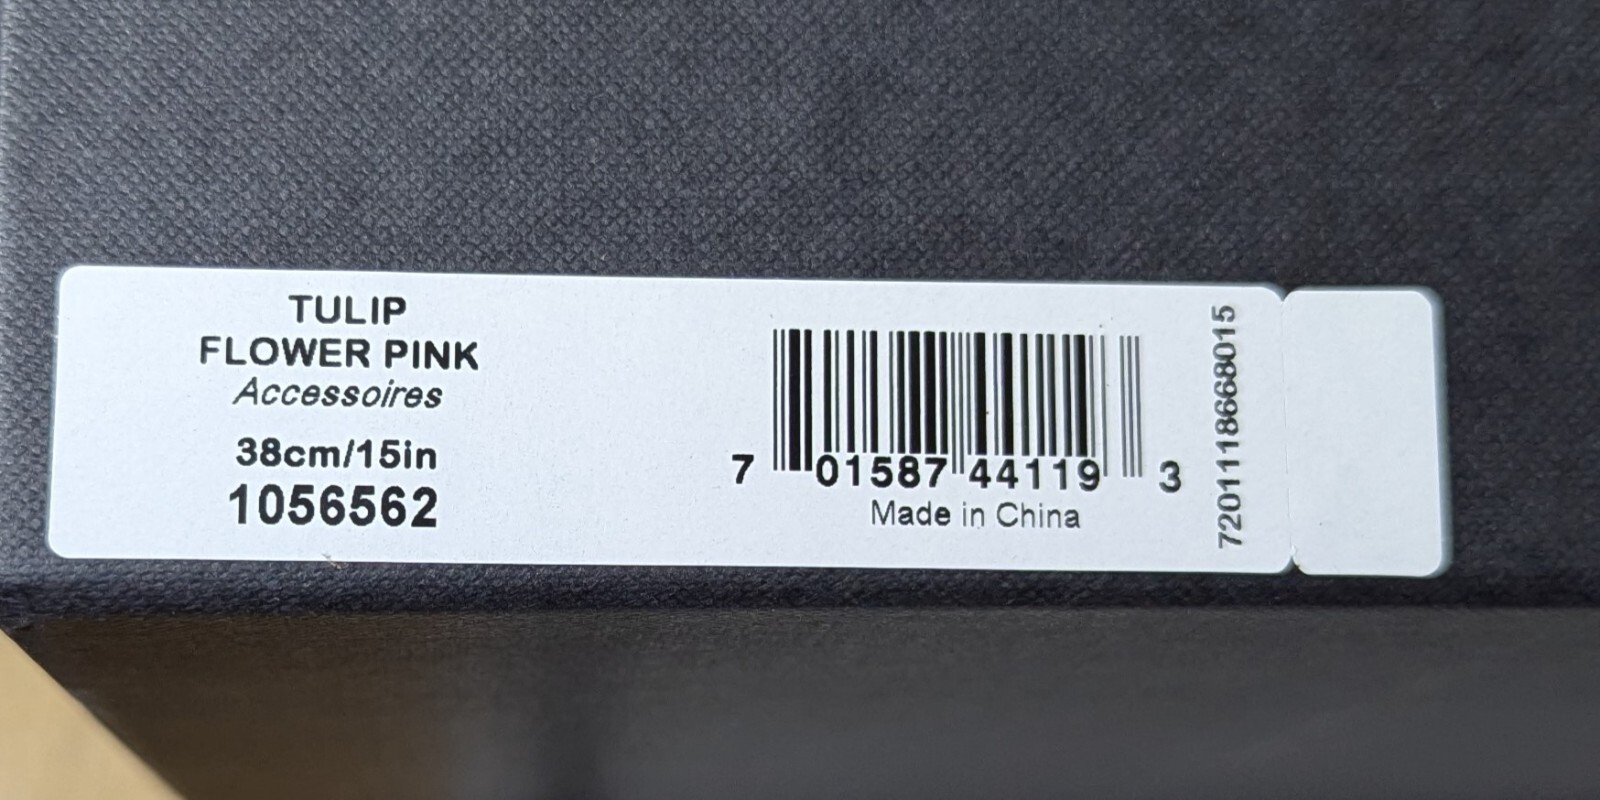 TULIP
FLOWER PINK
Accessoires
38cm/15in
1056562
7 01587 44119 3
Made in China
7201118668015